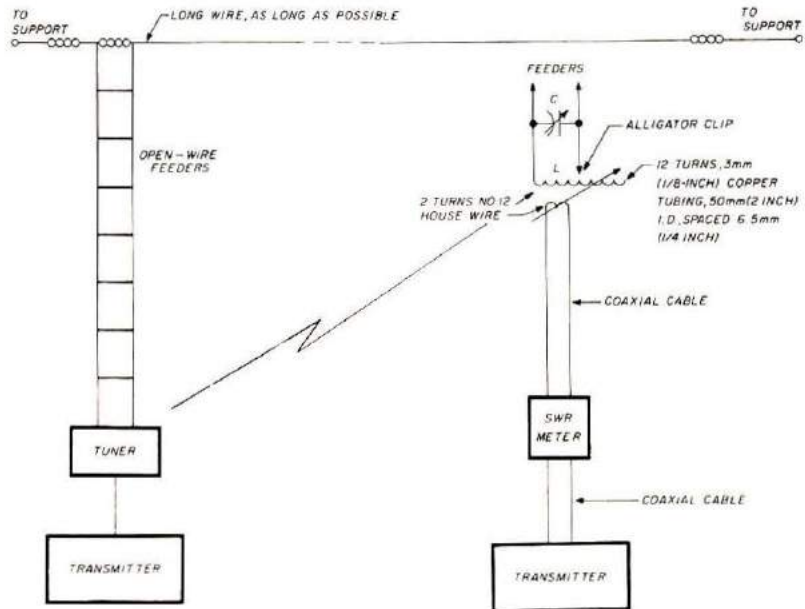 TO
SUPPORT
LONG WIRE, AS LONG AS POSSIBLE
TO
SUPPORT
FEEDERS
C
ALLIGATOR CLIP
OPEN-WIRE
FEEDERS
L
12 TURNS, 3mm
(1/8-INCH) COPPER
TUBING, 50mm(2 INCH)
I.D., SPACED 6.5mm
(1/4 INCH)
2 TURNS NO.12
HOUSE WIRE
COAXIAL CABLE
TUNER
SWR
METER
COAXIAL CABLE
TRANSMITTER
TRANSMITTER